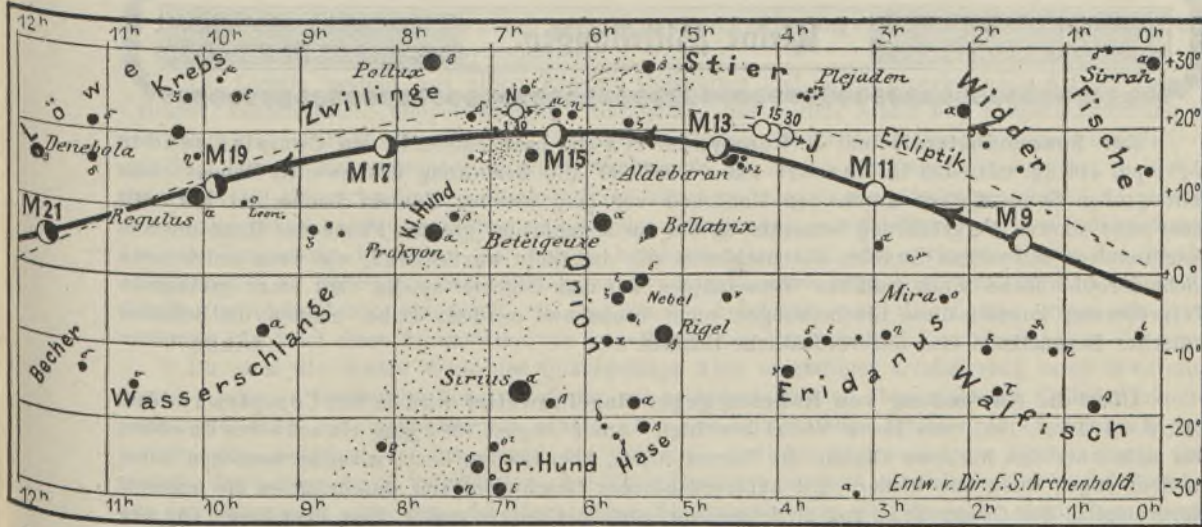 12h 11h 10h 9h 8h 7h 6h 5h 4h 3h 2h 1h 0h
+30°
+20°
+10°
0°
-10°
-20°
-30°
Löwe
Krebs
Pollux
Zwillinge
Stier
Plejaden
Widder
Fische
Sirrah
Denebola
N
1 30
1 15 30
J
Ekliptik
M21
M19
M17
M15
M13
M11
M9
Regulus
Leon.
Aldebaran
Kl. Hund
Prokyon
Beteigeuze
Bellatrix
Orion
Nebel
Rigel
Mira
Becher
Wasserschlange
Sirius
Eridanus
Walfisch
Gr. Hund
Hase
Entw. v. Dir. F. S. Archenhold.
12h 11h 10h 9h 8h 7h 6h 5h 4h 3h 2h 1h 0h